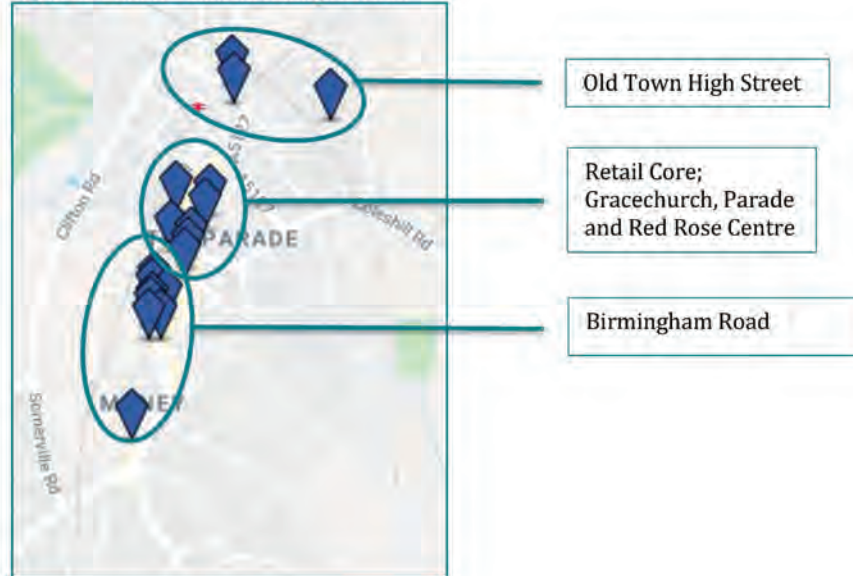 Old Town High Street
Retail Core;
Gracechurch, Parade
and Red Rose Centre
Birmingham Road
Clifton Rd
PARADE
Coleshill Rd
Somerville Rd